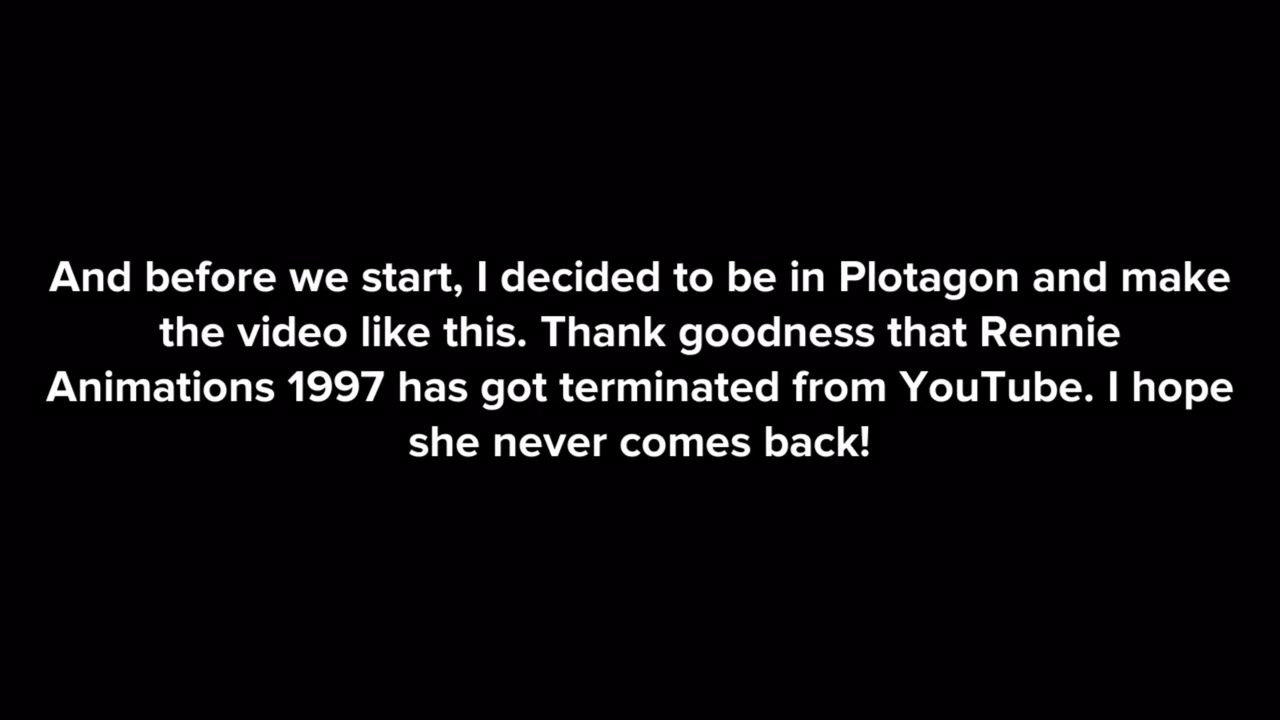 And before we start, I decided to be in Plotagon and make
the video like this. Thank goodness that Rennie
Animations 1997 has got terminated from YouTube. I hope
she never comes back!